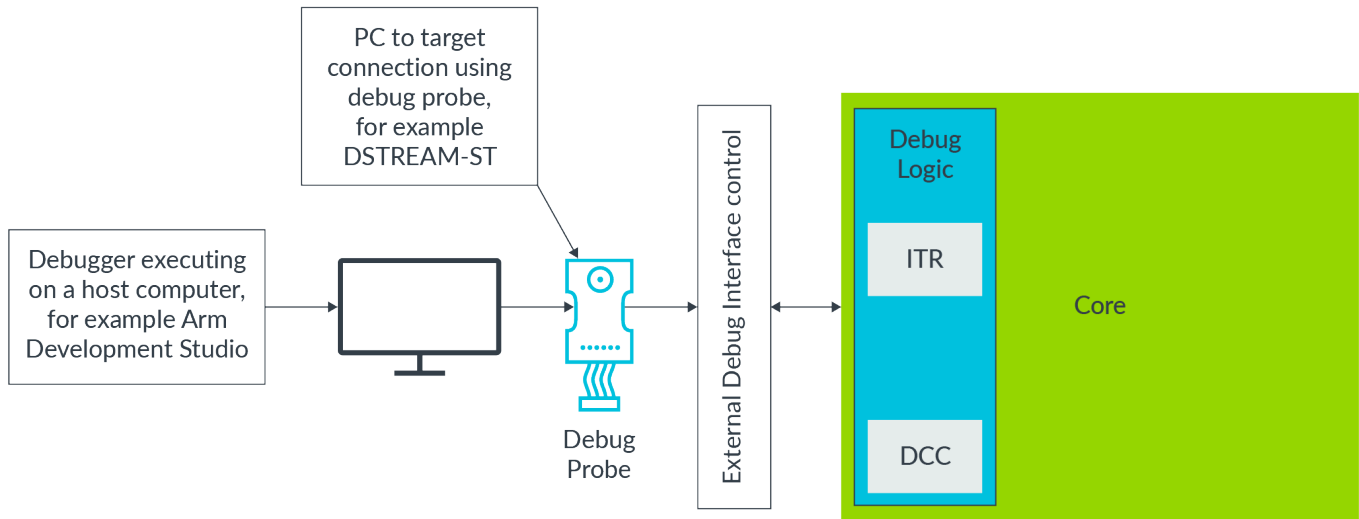 PC to target
connection using
debug probe,
for example
DSTREAM-ST
Debugger executing
on a host computer,
for example Arm
Development Studio
Debug
Probe
External Debug Interface control
Debug
Logic
ITR
DCC
Core